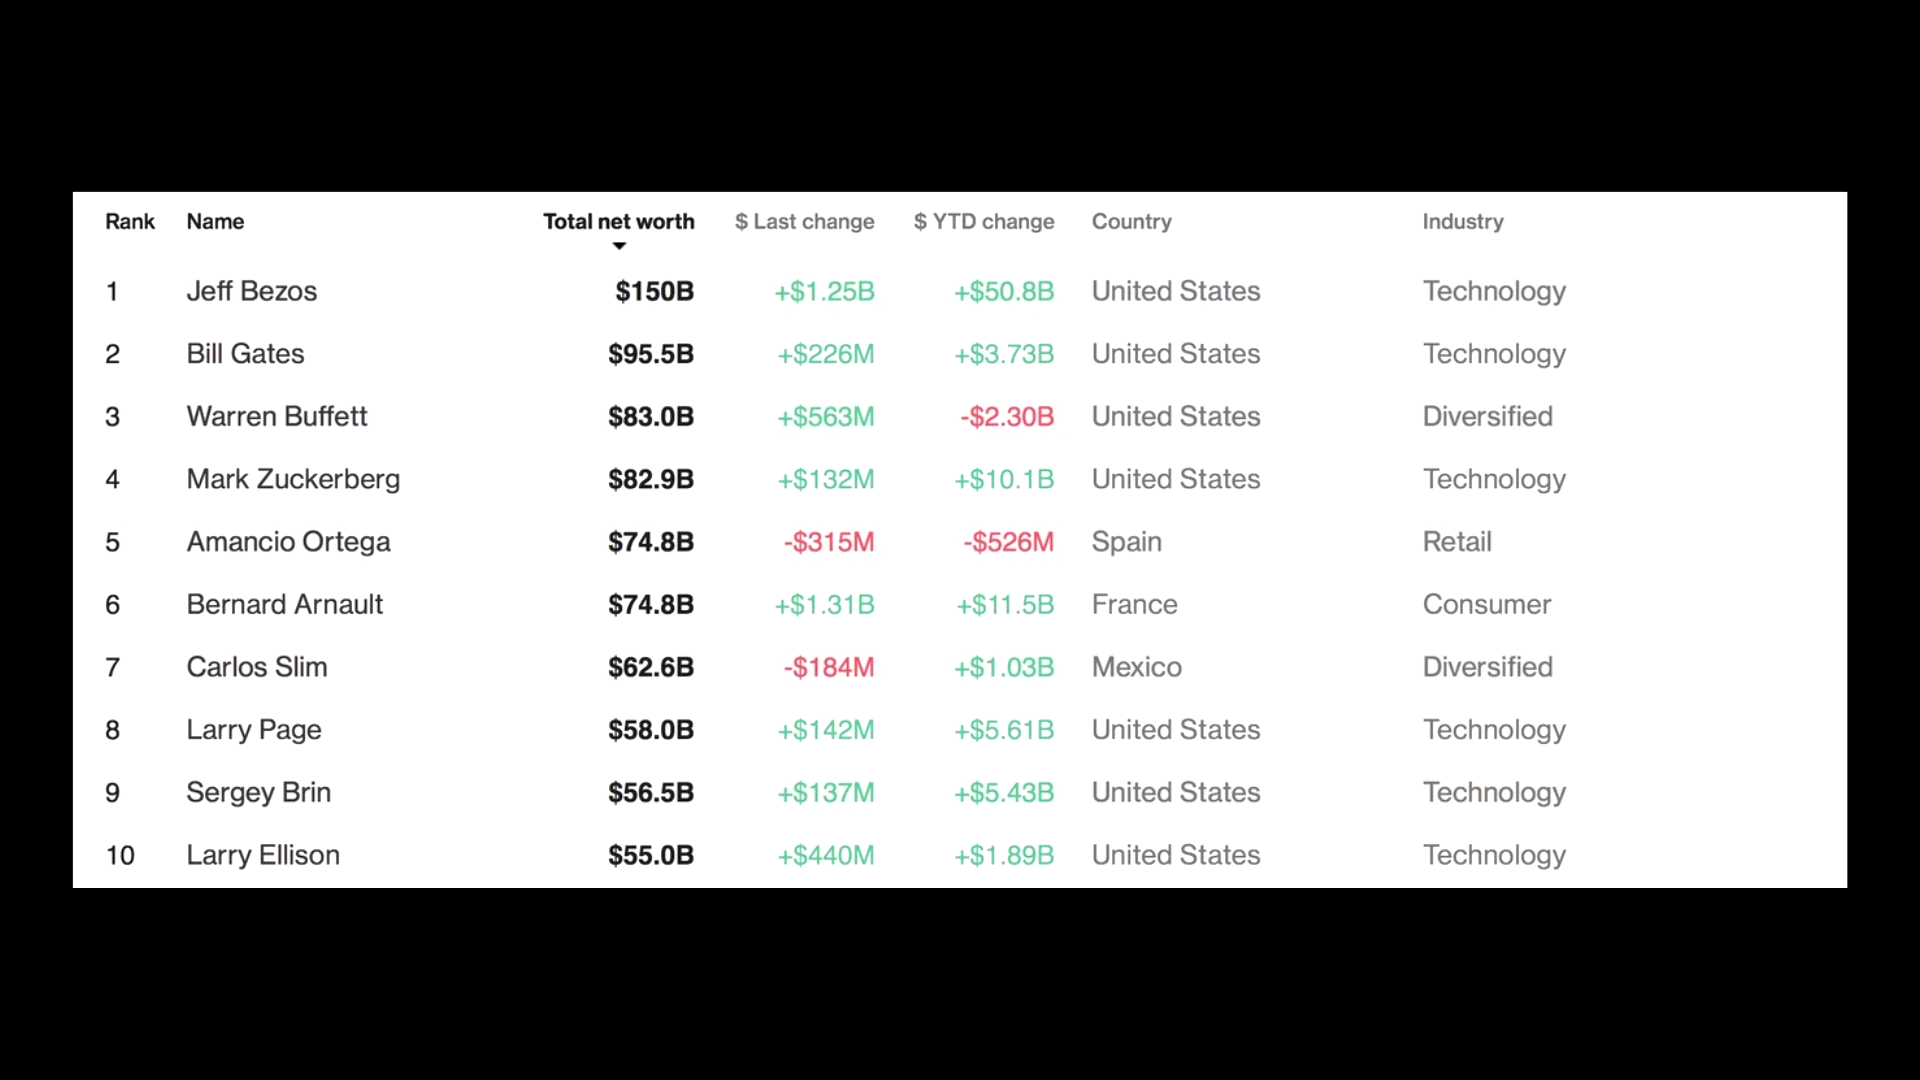 Rank Name Total net worth $ Last change $ YTD change Country Industry
1 Jeff Bezos $150B +$1.25B +$50.8B United States Technology
2 Bill Gates $95.5B +$226M +$3.73B United States Technology
3 Warren Buffett $83.0B +$563M -$2.30B United States Diversified
4 Mark Zuckerberg $82.9B +$132M +$10.1B United States Technology
5 Amancio Ortega $74.8B -$315M -$526M Spain Retail
6 Bernard Arnault $74.8B +$1.31B +$11.5B France Consumer
7 Carlos Slim $62.6B -$184M +$1.03B Mexico Diversified
8 Larry Page $58.0B +$142M +$5.61B United States Technology
9 Sergey Brin $56.5B +$137M +$5.43B United States Technology
10 Larry Ellison $55.0B +$440M +$1.89B United States Technology